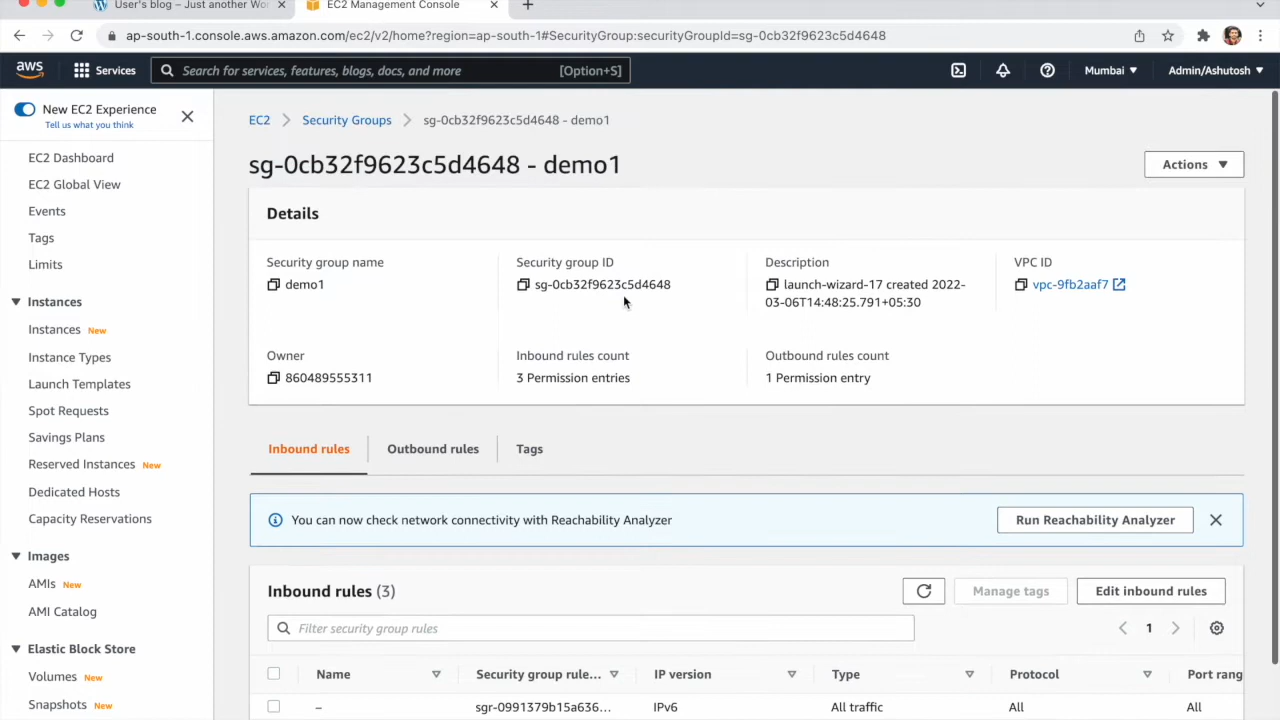 User's blog – Just another Wo
EC2 Management Console
ap-south-1.console.aws.amazon.com/ec2/v2/home?region=ap-south-1#SecurityGroup:securityGroupId=sg-0cb32f9623c5d4648
aws
Services
Search for services, features, blogs, docs, and more
[Option+S]
Mumbai
Admin/Ashutosh
New EC2 Experience
Tell us what you think
EC2 Dashboard
EC2 Global View
Events
Tags
Limits
Instances
Instances New
Instance Types
Launch Templates
Spot Requests
Savings Plans
Reserved Instances New
Dedicated Hosts
Capacity Reservations
Images
AMIs New
AMI Catalog
Elastic Block Store
Volumes New
Snapshots New
EC2 > Security Groups > sg-0cb32f9623c5d4648 - demo1
sg-0cb32f9623c5d4648 - demo1
Actions
Details
Security group name
demo1
Security group ID
sg-0cb32f9623c5d4648
Description
launch-wizard-17 created 2022-
03-06T14:48:25.791+05:30
VPC ID
vpc-9fb2aaf7
Owner
860489555311
Inbound rules count
3 Permission entries
Outbound rules count
1 Permission entry
Inbound rules
Outbound rules
Tags
You can now check network connectivity with Reachability Analyzer
Run Reachability Analyzer
Inbound rules (3)
Manage tags
Edit inbound rules
Filter security group rules
1
Name
Security group rule...
IP version
Type
Protocol
Port rang
–
sgr-0991379b15a636...
IPv6
All traffic
All
All